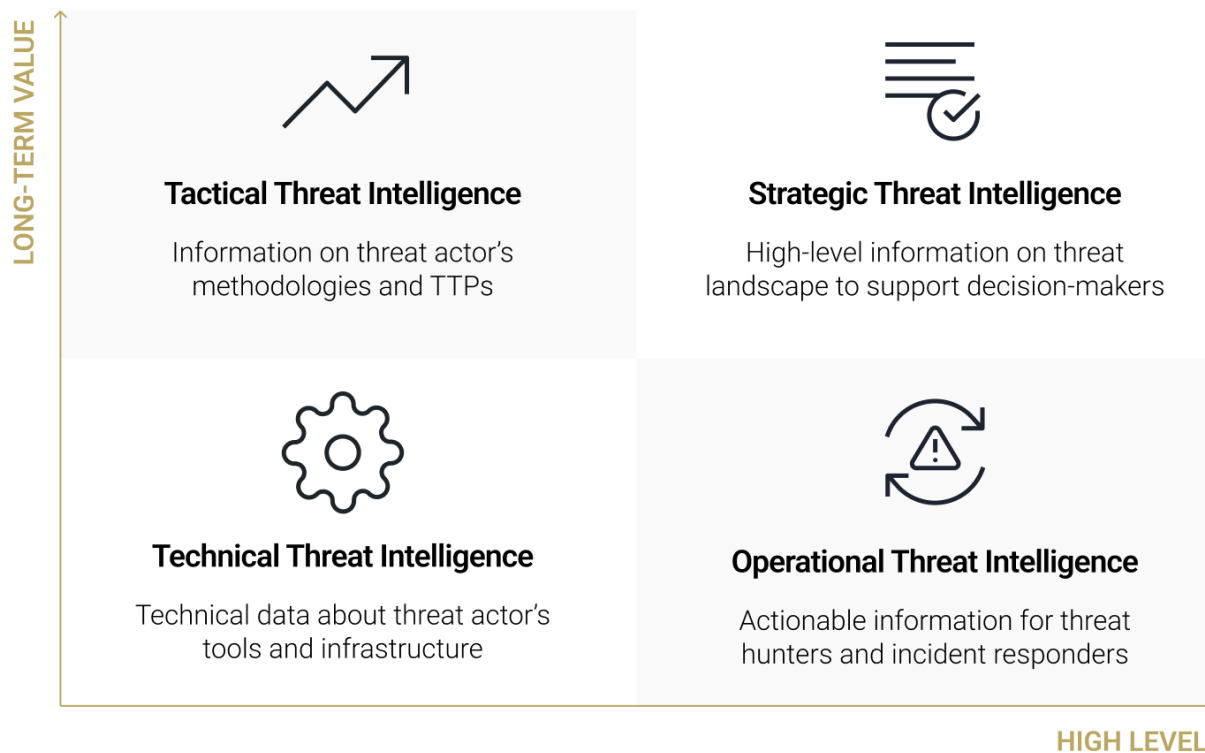 LONG-TERM VALUE
Tactical Threat Intelligence
Information on threat actor’s
methodologies and TTPs
Strategic Threat Intelligence
High-level information on threat
landscape to support decision-makers
Technical Threat Intelligence
Technical data about threat actor’s
tools and infrastructure
Operational Threat Intelligence
Actionable information for threat
hunters and incident responders
HIGH LEVEL